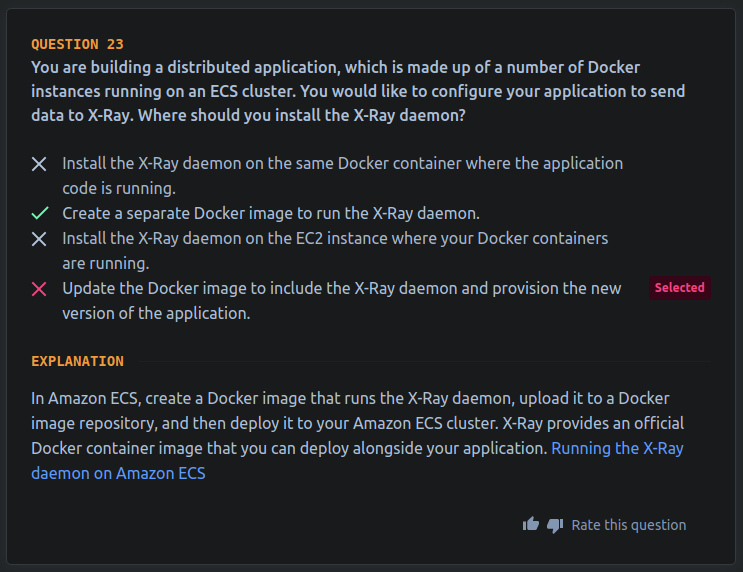 QUESTION 23
You are building a distributed application, which is made up of a number of Docker
instances running on an ECS cluster. You would like to configure your application to send
data to X-Ray. Where should you install the X-Ray daemon?
Install the X-Ray daemon on the same Docker container where the application
code is running.
Create a separate Docker image to run the X-Ray daemon.
Install the X-Ray daemon on the EC2 instance where your Docker containers
are running.
Update the Docker image to include the X-Ray daemon and provision the new
version of the application.
Selected
EXPLANATION
In Amazon ECS, create a Docker image that runs the X-Ray daemon, upload it to a Docker
image repository, and then deploy it to your Amazon ECS cluster. X-Ray provides an official
Docker container image that you can deploy alongside your application. Running the X-Ray
daemon on Amazon ECS
Rate this question